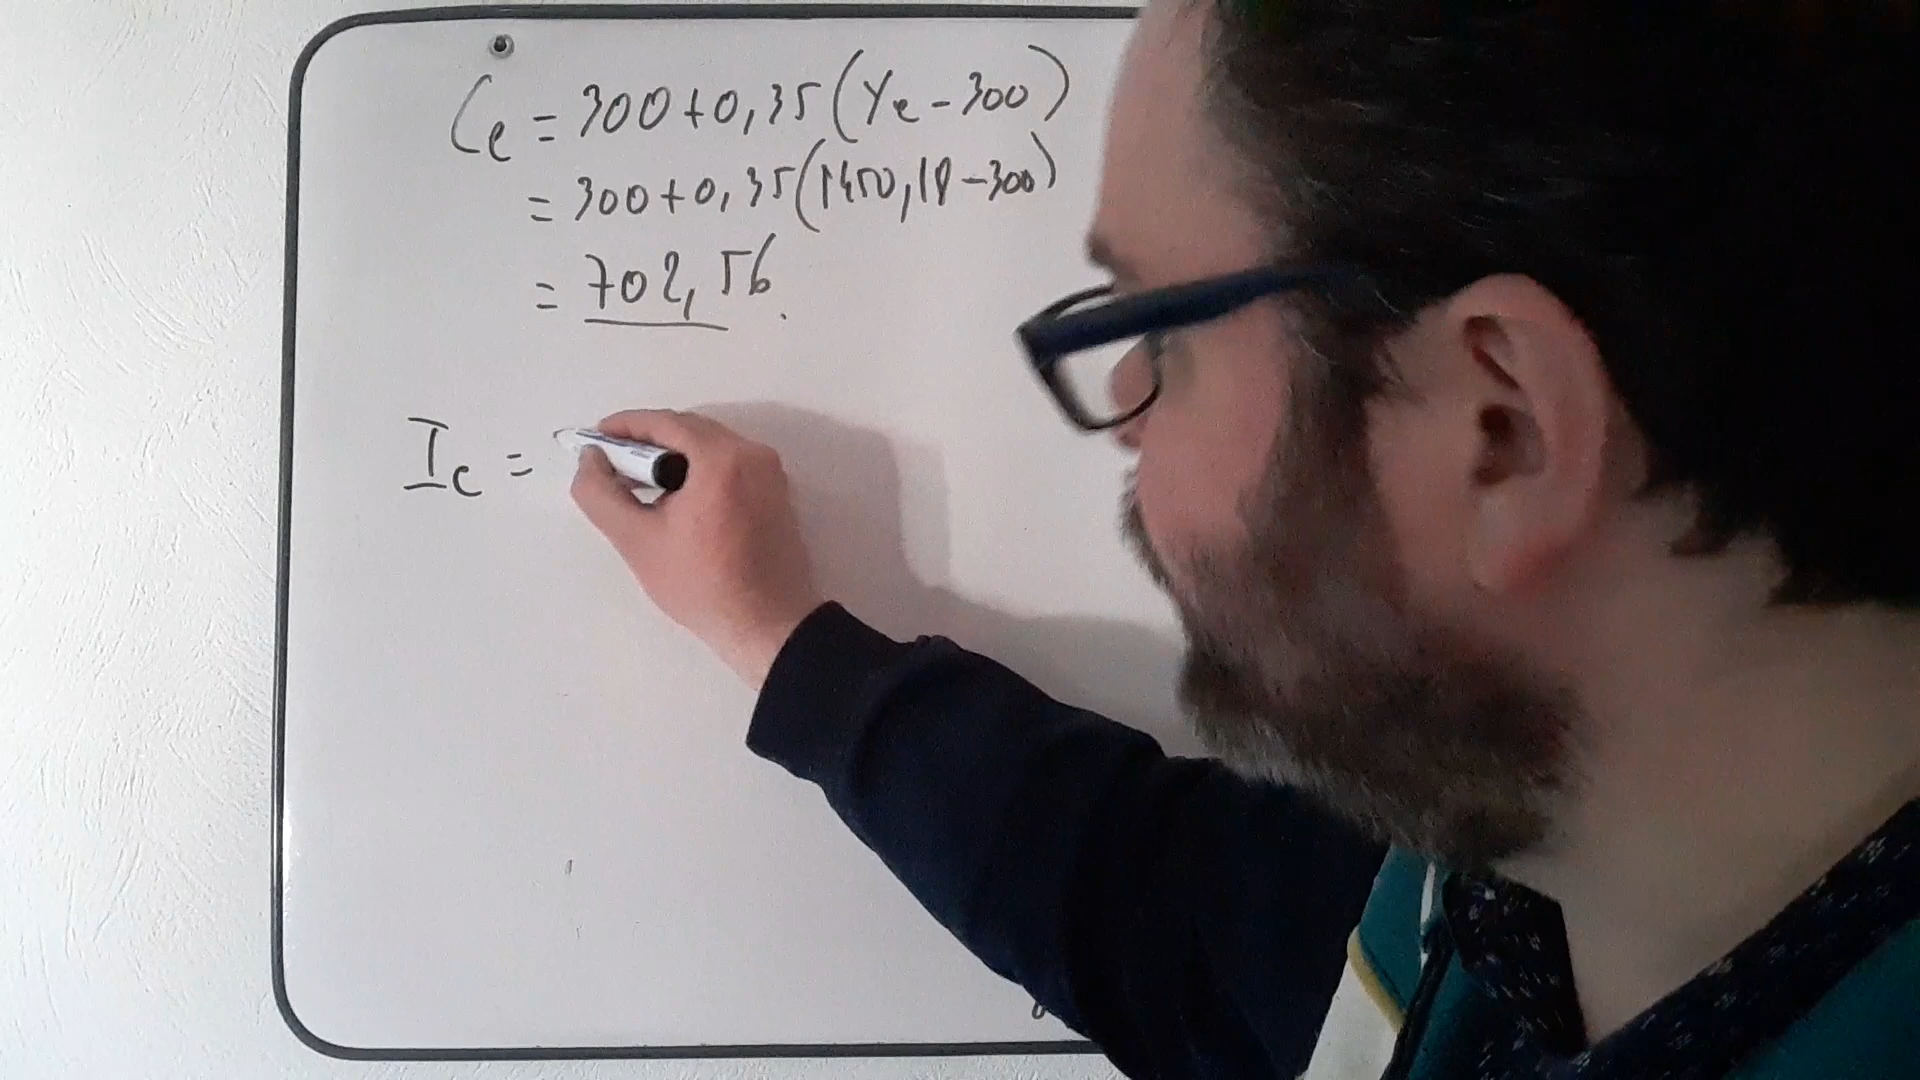 Ce = 300 + 0,35 (Ye - 300)
= 300 + 0,35 (1450,18 - 300)
= 702,56.
Ie =